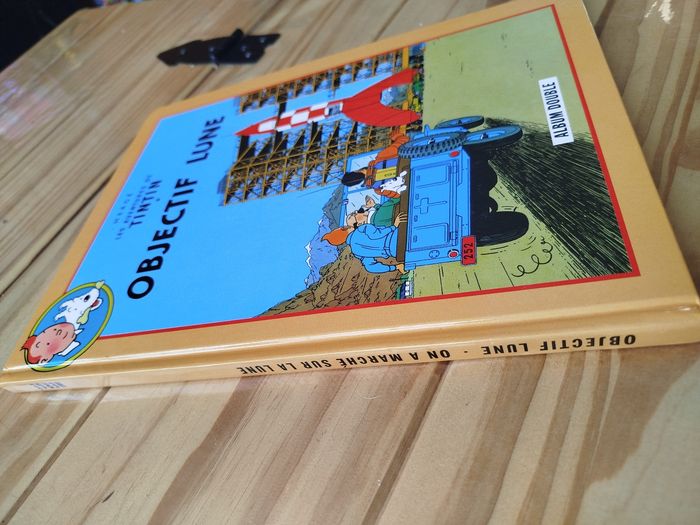 HERGÉ
LES AVENTURES DE
TINTIN
OBJECTIF LUNE
ALBUM DOUBLE
252
OBJECTIF LUNE · ON A MARCHÉ SUR LA LUNE